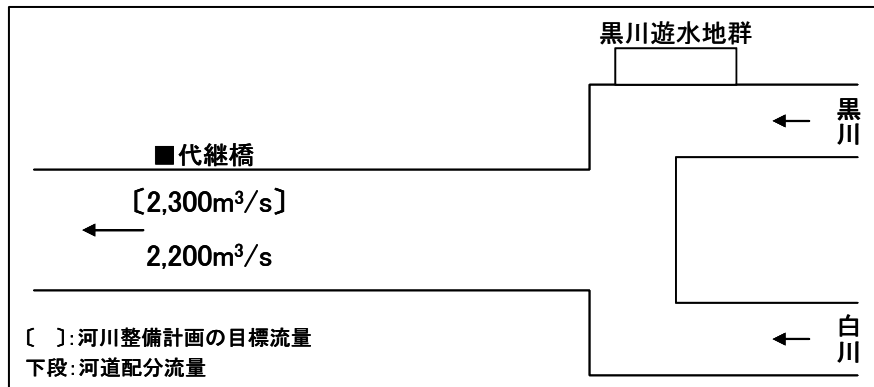 黒川遊水地群
黒川
■代継橋
〔2,300m³/s〕
2,200m³/s
〔　〕:河川整備計画の目標流量
下段:河道配分流量
白川